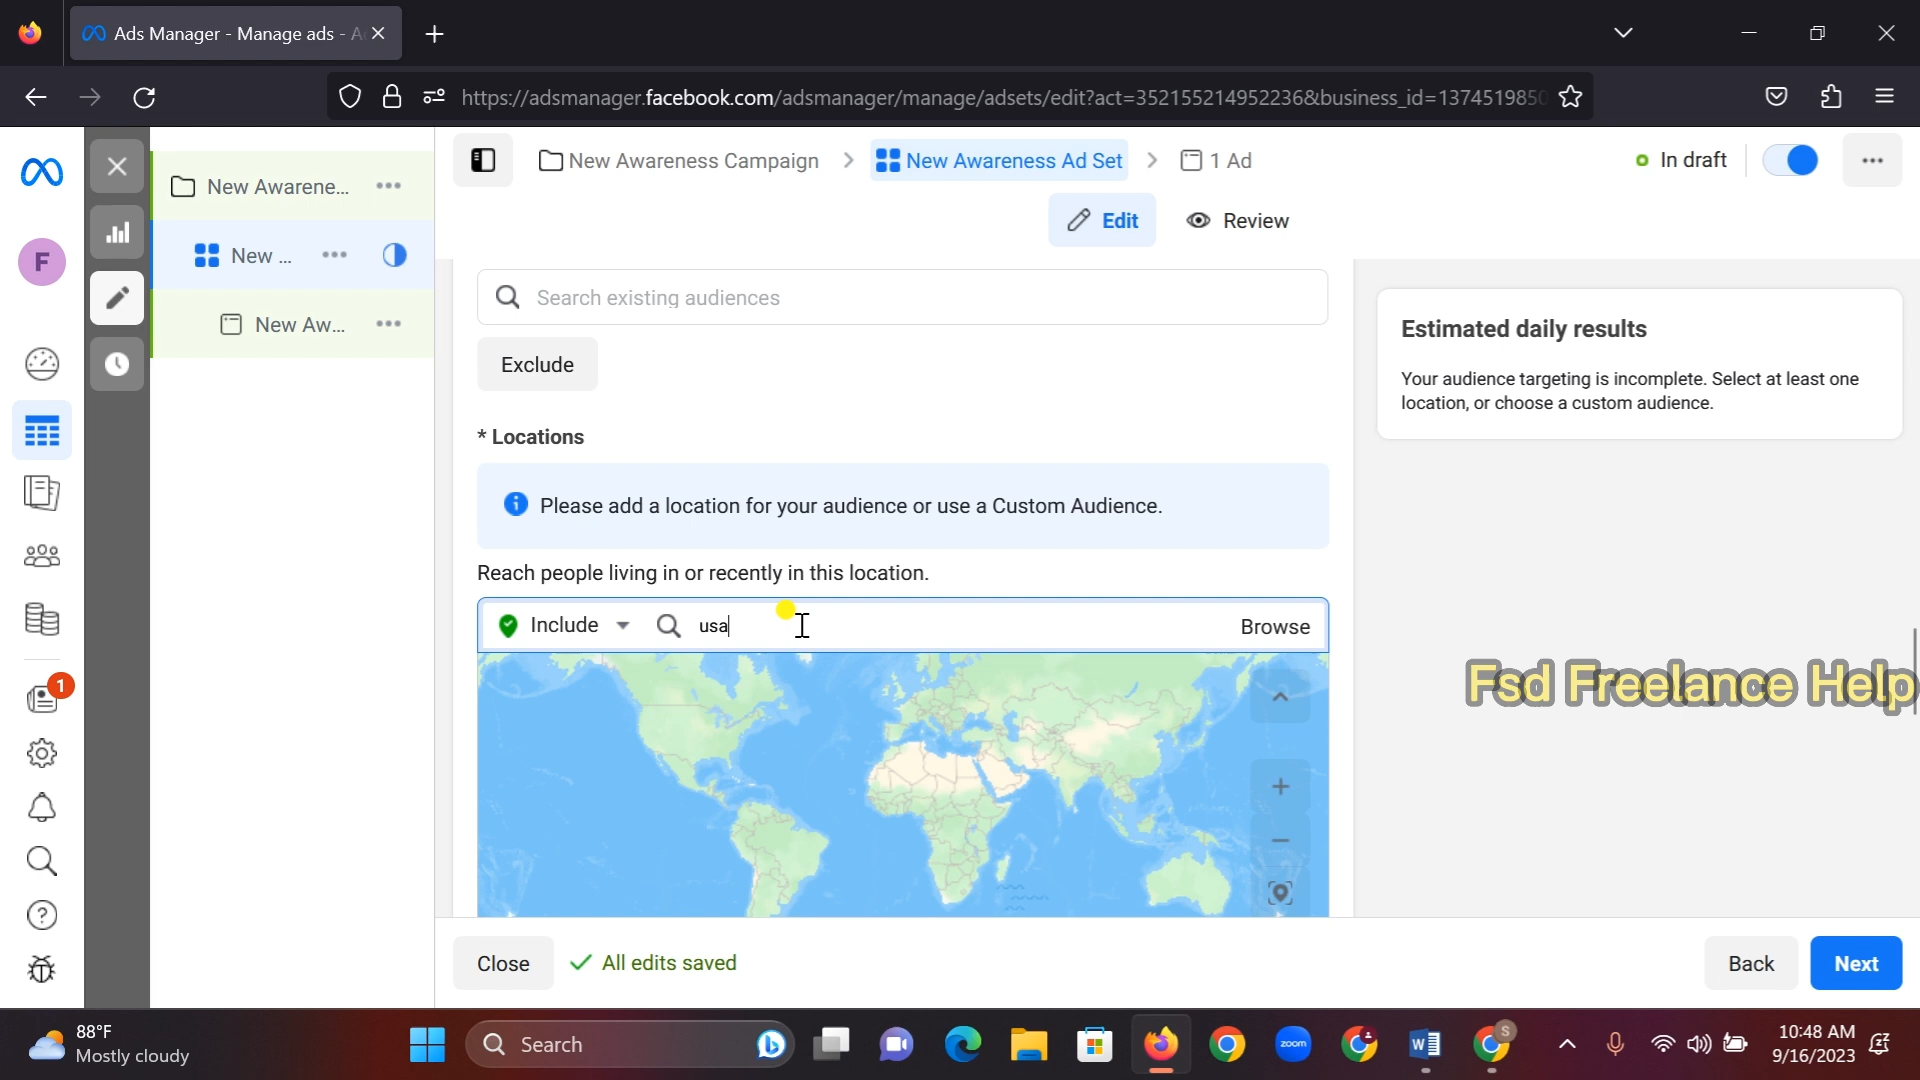 Ads Manager - Manage ads - A
https://adsmanager.facebook.com/adsmanager/manage/adsets/edit?act=352155214952236&business_id=1374519850
New Awareness Campaign
New Awareness Ad Set
1 Ad
In draft
Edit
Review
F
New Awarene...
New ...
New Aw...
1
Search existing audiences
Exclude
* Locations
Please add a location for your audience or use a Custom Audience.
Reach people living in or recently in this location.
Include
usa
Browse
Estimated daily results
Your audience targeting is incomplete. Select at least one
location, or choose a custom audience.
Fsd Freelance Help
Close
All edits saved
Back
Next
88°F
Mostly cloudy
Search
zoom
W
S
10:48 AM
9/16/2023